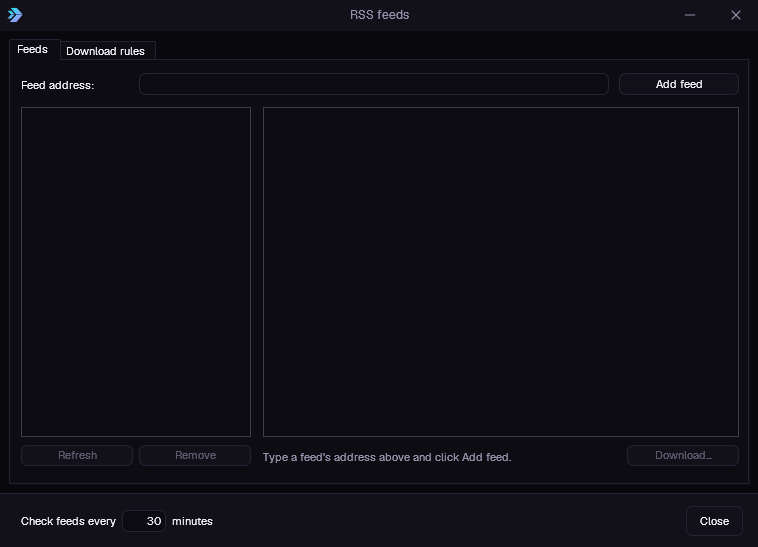 RSS feeds
Feeds
Download rules
Feed address:
Add feed
Refresh
Remove
Type a feed's address above and click Add feed.
Download...
Check feeds every 30 minutes
Close